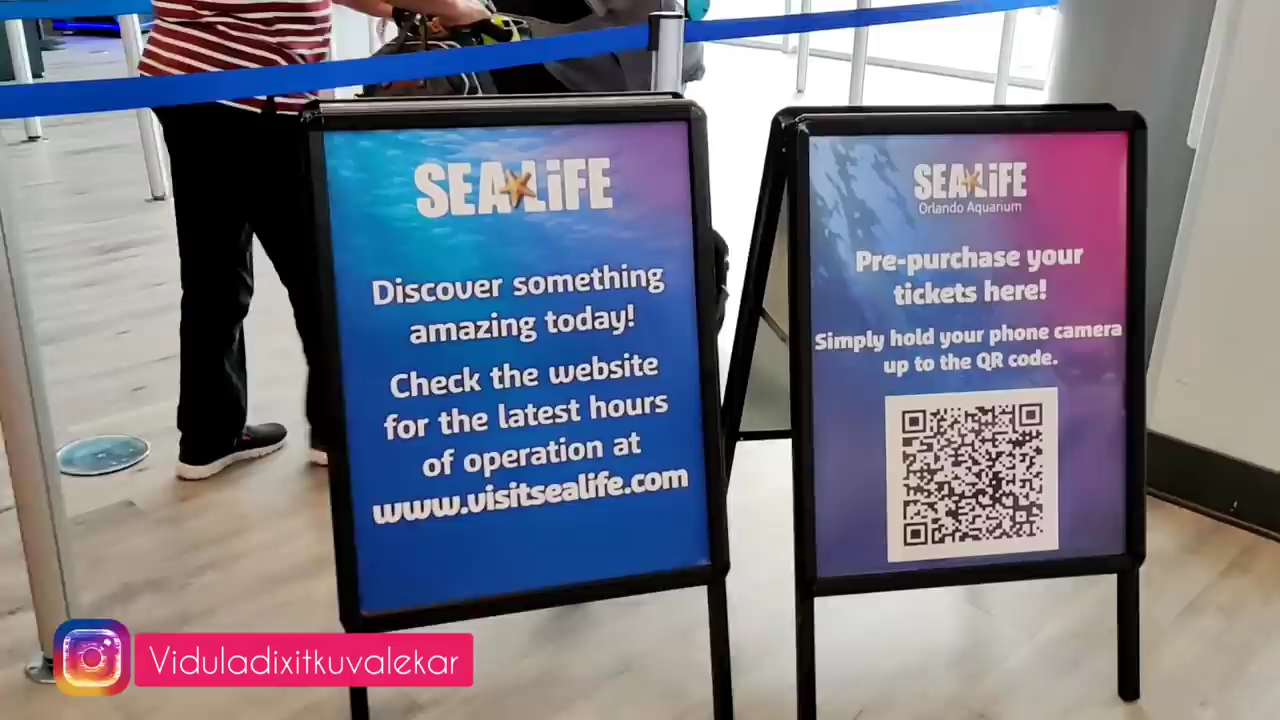 SEA LiFE
Discover something
amazing today!
Check the website
for the latest hours
of operation at
www.visitsealife.com
SEA LiFE
Orlando Aquarium
Pre-purchase your
tickets here!
Simply hold your phone camera
up to the QR code.
Viduladixitkuvalekar